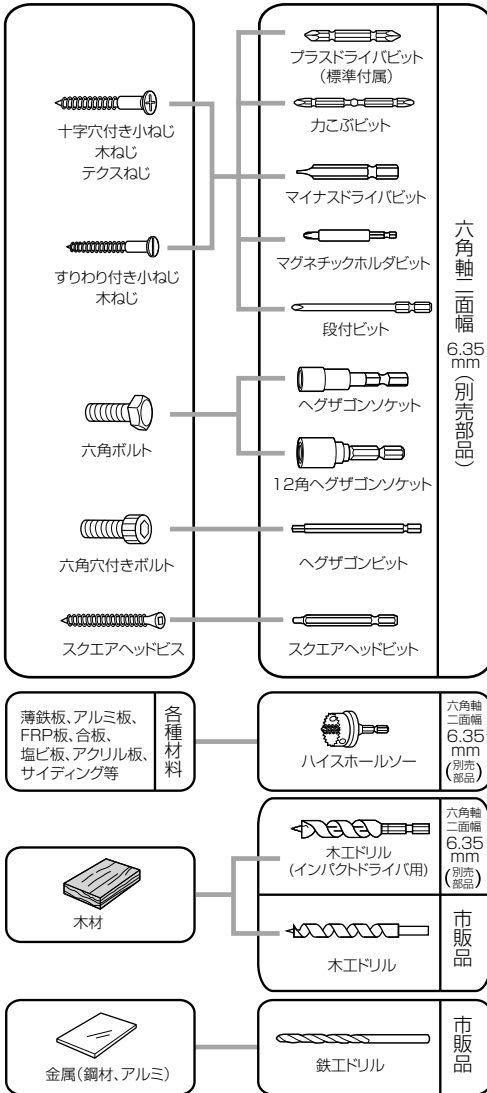 十字穴付き小ねじ
木ねじ
テクスねじ
すりわり付き小ねじ
木ねじ
六角ボルト
六角穴付きボルト
スクエアヘッドビス
プラスドライバビット
（標準付属）
力こぶビット
マイナスドライバビット
マグネチックホルダビット
段付ビット
ヘグザゴンソケット
12角ヘグザゴンソケット
ヘグザゴンビット
スクエアヘッドビット
六角軸二面幅
6.35
mm
（別売部品）
薄鉄板、アルミ板、
FRP板、合板、
塩ビ板、アクリル板、
サイディング等
各種材料
ハイスホールソー
六角軸
二面幅
6.35
mm
（別売
部品）
木材
木工ドリル
（インパクトドライバ用）
六角軸
二面幅
6.35
mm
（別売
部品）
木工ドリル
市販品
金属（鋼材、アルミ）
鉄工ドリル
市販品